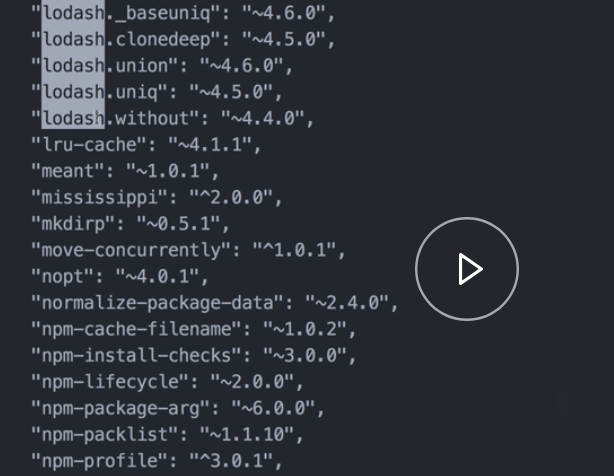 "lodash._baseuniq": "~4.6.0",
"lodash.clonedeep": "~4.5.0",
"lodash.union": "~4.6.0",
"lodash.uniq": "~4.5.0",
"lodash.without": "~4.4.0",
"lru-cache": "~4.1.1",
"meant": "~1.0.1",
"mississippi": "^2.0.0",
"mkdirp": "~0.5.1",
"move-concurrently": "^1.0.1",
"nopt": "~4.0.1",
"normalize-package-data": "~2.4.0",
"npm-cache-filename": "~1.0.2",
"npm-install-checks": "~3.0.0",
"npm-lifecycle": "~2.0.0",
"npm-package-arg": "~6.0.0",
"npm-packlist": "~1.1.10",
"npm-profile": "^3.0.1",